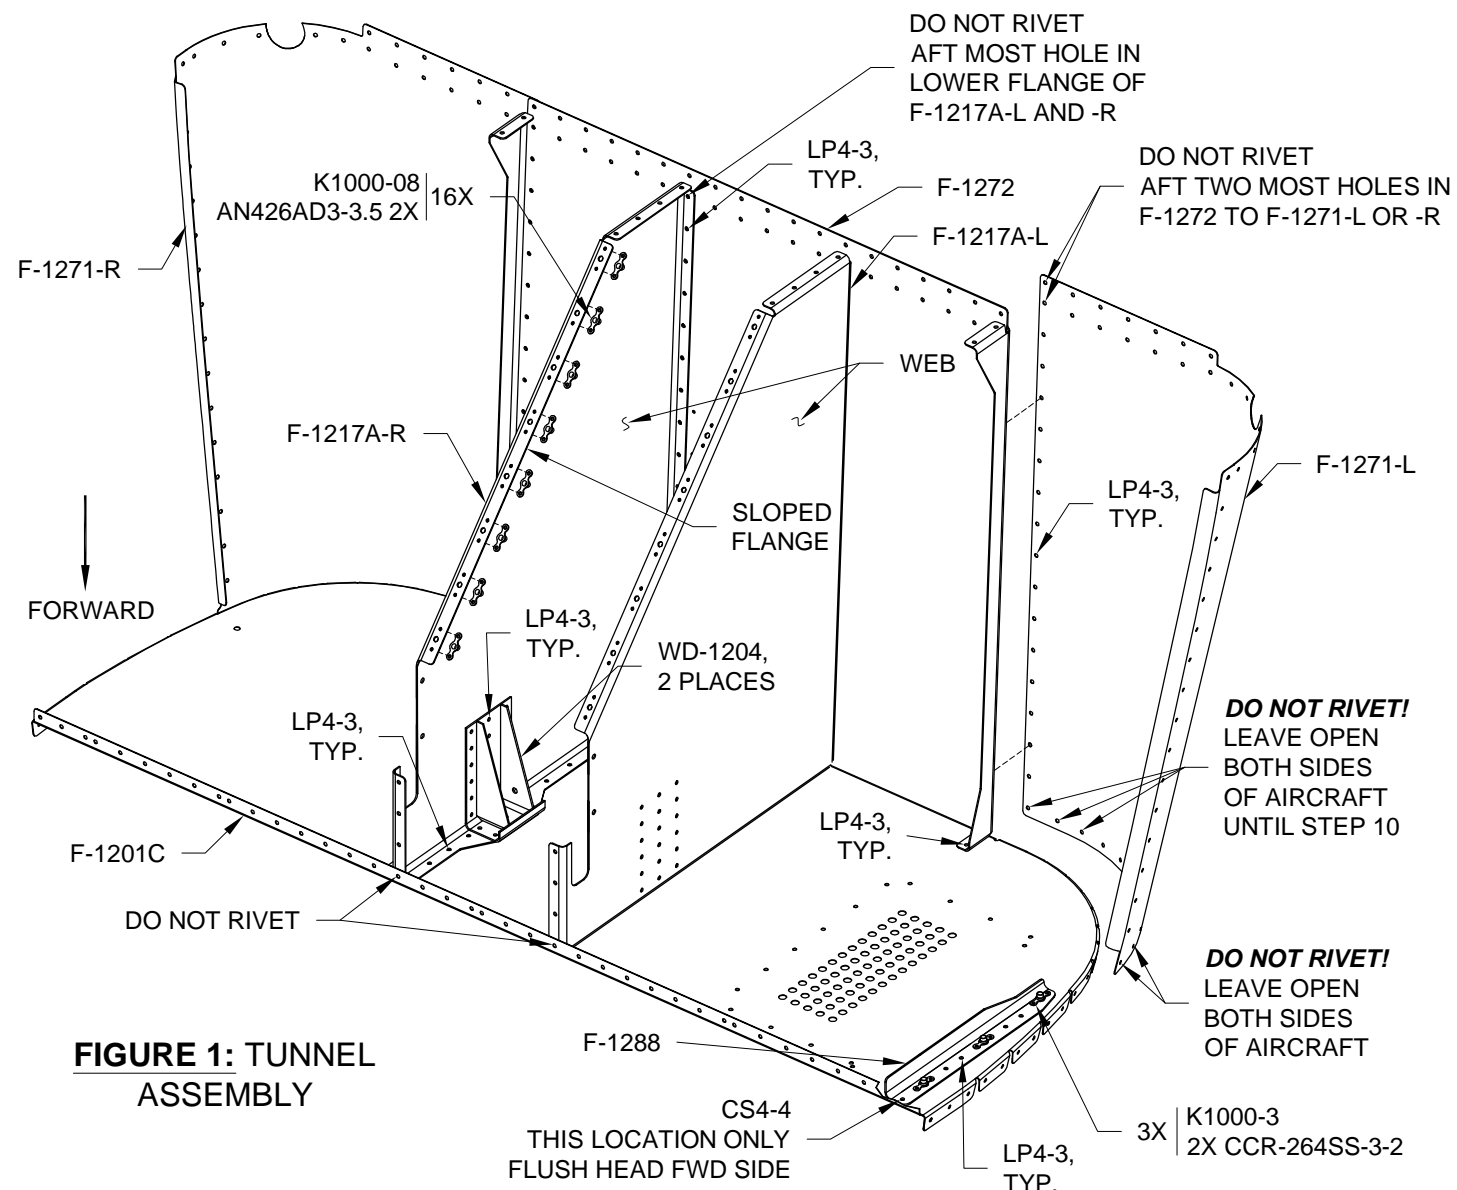 DO NOT RIVET
AFT MOST HOLE IN
LOWER FLANGE OF
F-1217A-L AND -R
LP4-3,
TYP.
DO NOT RIVET
AFT TWO MOST HOLES IN
F-1272 TO F-1271-L OR -R
K1000-08
AN426AD3-3.5 2X
16X
F-1272
F-1217A-L
F-1271-R
WEB
F-1217A-R
F-1271-L
LP4-3,
TYP.
SLOPED
FLANGE
FORWARD
LP4-3,
TYP.
WD-1204,
2 PLACES
LP4-3,
TYP.
DO NOT RIVET!
LEAVE OPEN
BOTH SIDES
OF AIRCRAFT
UNTIL STEP 10
F-1201C
LP4-3,
TYP.
DO NOT RIVET
DO NOT RIVET!
LEAVE OPEN
BOTH SIDES
OF AIRCRAFT
FIGURE 1: TUNNEL
ASSEMBLY
F-1288
CS4-4
THIS LOCATION ONLY
FLUSH HEAD FWD SIDE
3X
K1000-3
2X CCR-264SS-3-2
LP4-3,
TYP.